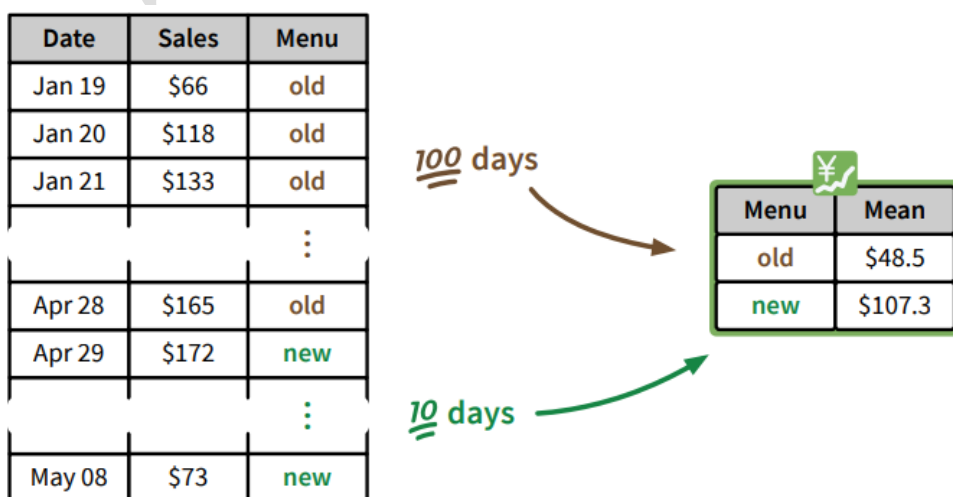 Date Sales Menu
Jan 19 $66 old
Jan 20 $118 old
Jan 21 $133 old
⋮
Apr 28 $165 old
Apr 29 $172 new
⋮
May 08 $73 new
100 days
10 days
¥
Menu Mean
old $48.5
new $107.3